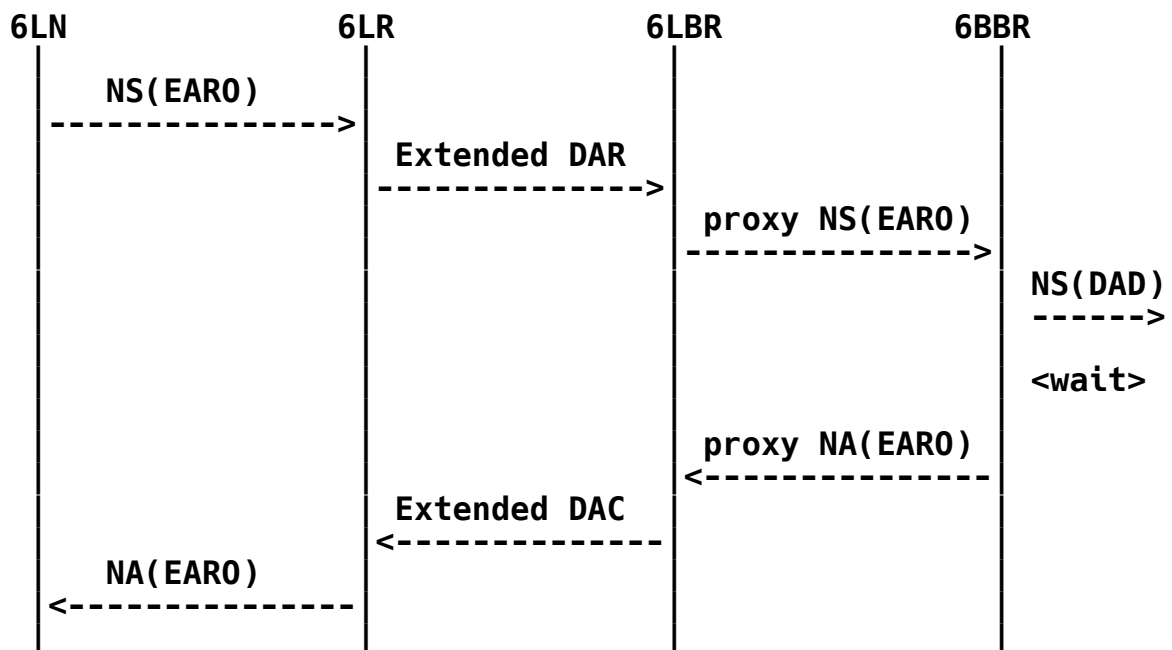 6LN 6LR 6LBR 6BBR
NS(EARO)
--------------->
Extended DAR
-------------->
proxy NS(EARO)
--------------->
NS(DAD)
------>
<wait>
proxy NA(EARO)
<---------------
Extended DAC
<--------------
NA(EARO)
<---------------